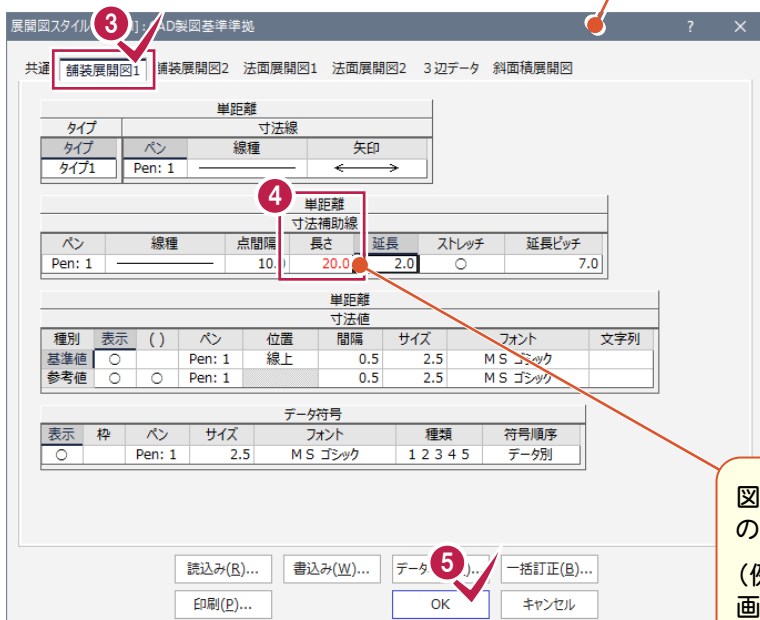 展開図スタイル ]:CAD製図基準準拠 ? ×
3
共通 舗装展開図1 舗装展開図2 法面展開図1 法面展開図2 3辺データ 斜面積展開図
単距離
タイプ 寸法線
タイプ ペン 線種 矢印
タイプ1 Pen: 1
4
単距離
寸法補助線
ペン 線種 点間隔 長さ 延長 ストレッチ 延長ピッチ
Pen: 1 10.0 20.0 2.0 ○ 7.0
単距離
寸法値
種別 表示 ( ) ペン 位置 間隔 サイズ フォント 文字列
基準値 ○ Pen: 1 線上 0.5 2.5 MS ゴシック
参考値 ○ ○ Pen: 1 0.5 2.5 MS ゴシック
データ符号
表示 枠 ペン サイズ フォント 種類 符号順序
○ Pen: 1 2.5 MS ゴシック 12345 データ別
図
の
(例
画
読込み(R)... 書込み(W)... データ )... 一括訂正(B)...
5
印刷(P)... OK キャンセル